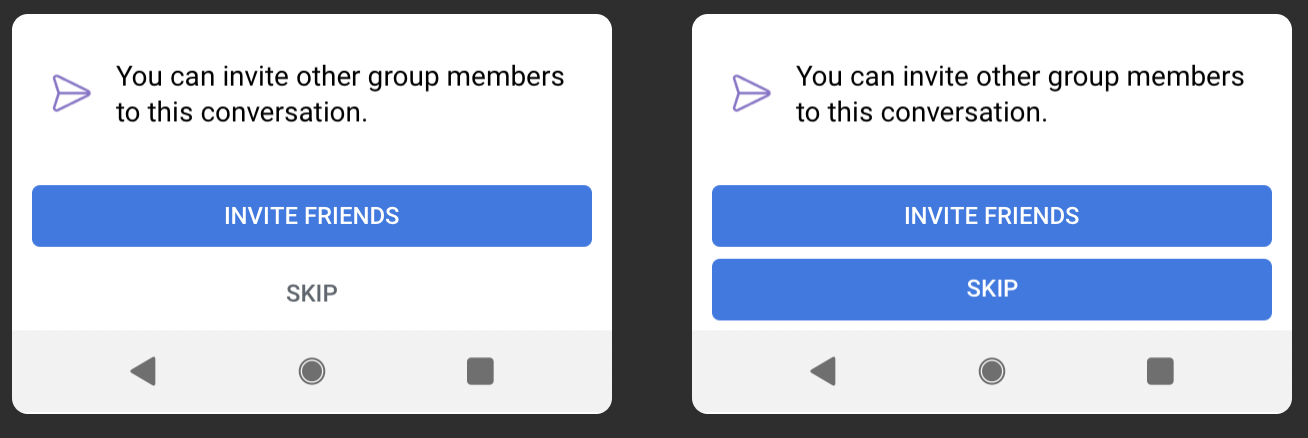 You can invite other group members
to this conversation.
INVITE FRIENDS
SKIP
You can invite other group members
to this conversation.
INVITE FRIENDS
SKIP